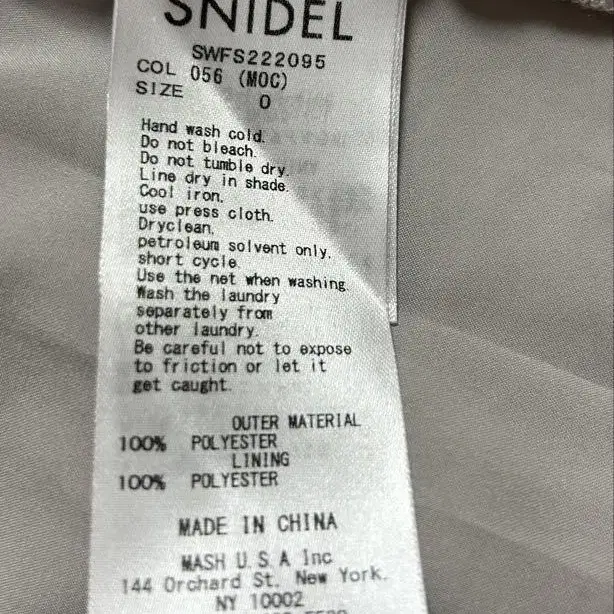 SNIDEL
SWFS222095
COL 056 (MOC)
SIZE 0
Hand wash cold.
Do not bleach.
Do not tumble dry.
Line dry in shade.
Cool iron.
use press cloth.
Dryclean.
petroleum solvent only.
short cycle.
Use the net when washing.
Wash the laundry
separately from
other laundry.
Be careful not to expose
to friction or let it
get caught.
OUTER MATERIAL
100% POLYESTER
LINING
100% POLYESTER
MADE IN CHINA
MASH U.S.A Inc
144 Orchard St. New York.
NY 10002